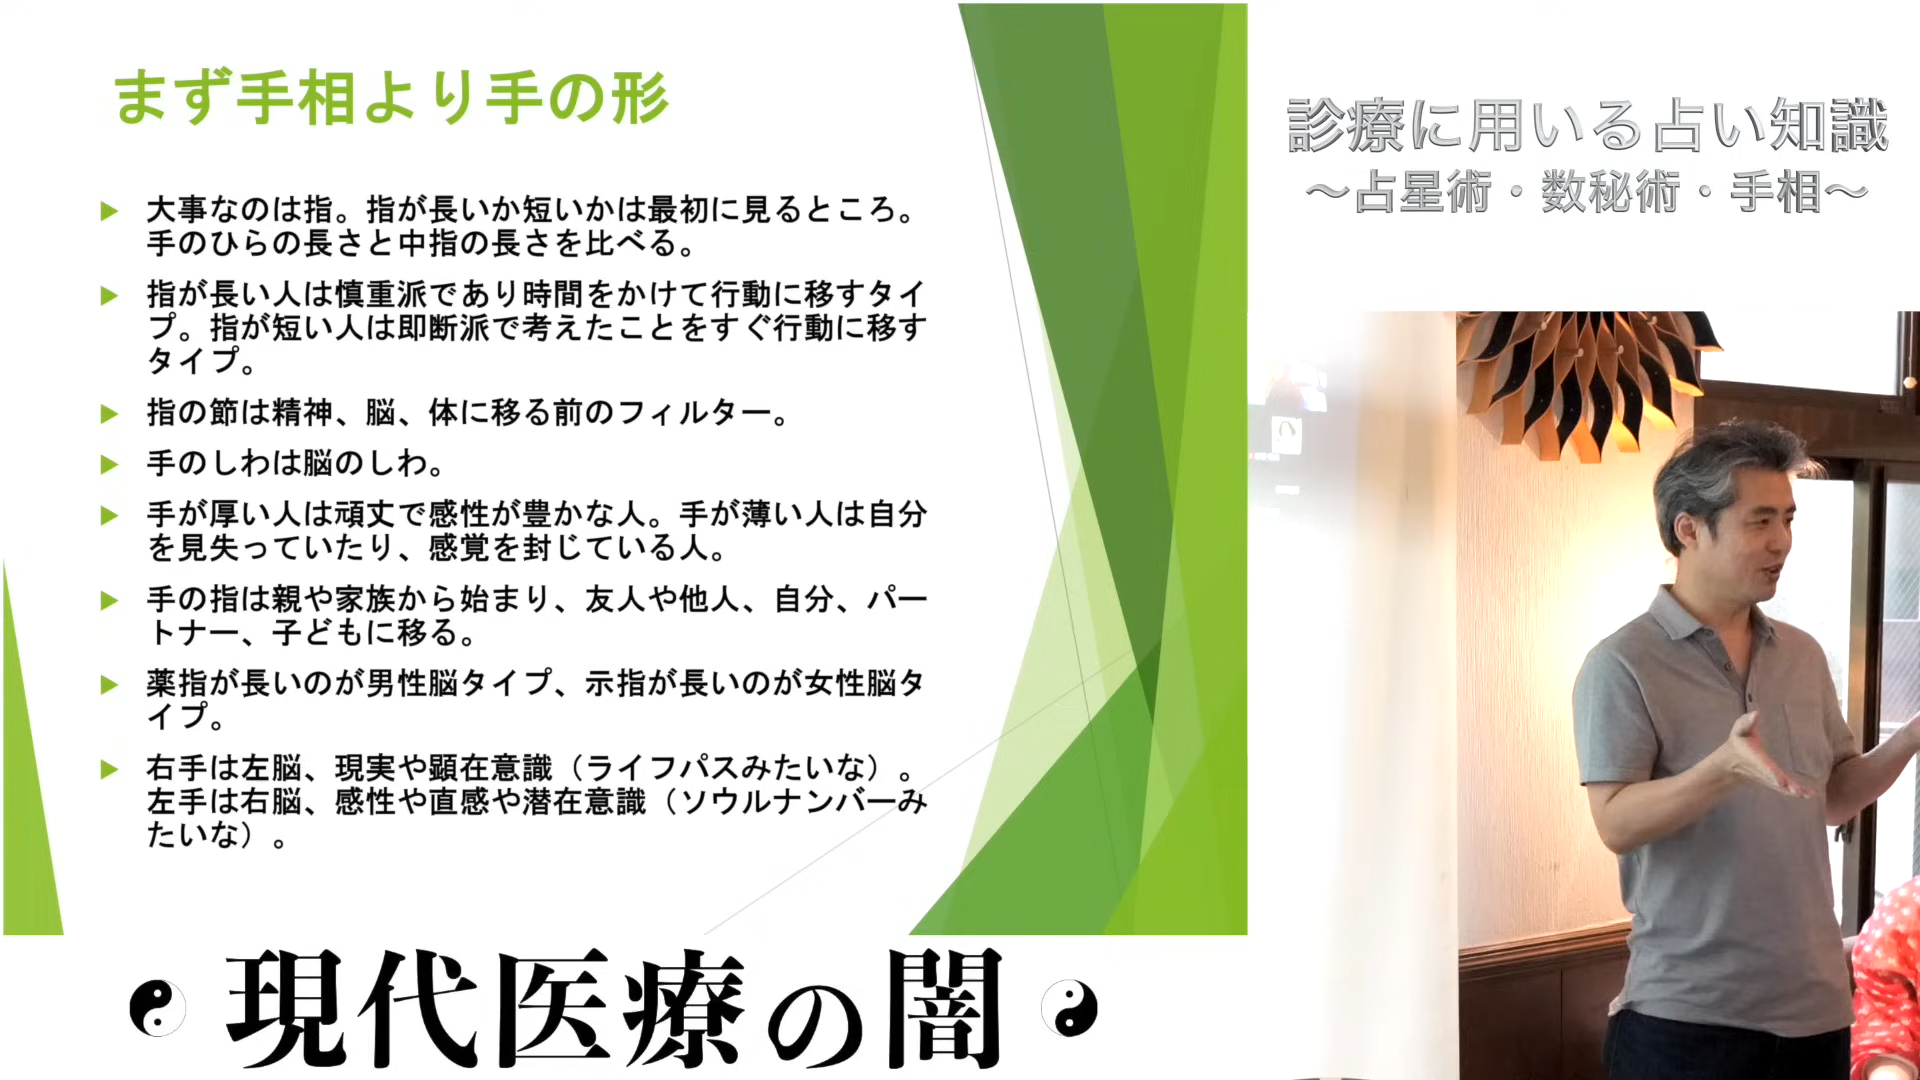 まず手相より手の形
大事なのは指。指が長いか短いかは最初に見るところ。
手のひらの長さと中指の長さを比べる。
指が長い人は慎重派であり時間をかけて行動に移すタイ
プ。指が短い人は即断派で考えたことをすぐ行動に移す
タイプ。
指の節は精神、脳、体に移る前のフィルター。
手のしわは脳のしわ。
手が厚い人は頑丈で感性が豊かな人。手が薄い人は自分
を見失っていたり、感覚を封じている人。
手の指は親や家族から始まり、友人や他人、自分、パー
トナー、子どもに移る。
薬指が長いのが男性脳タイプ、示指が長いのが女性脳タ
イプ。
右手は左脳、現実や顕在意識（ライフパスみたいな）。
左手は右脳、感性や直感や潜在意識（ソウルナンバーみ
たいな）。
診療に用いる占い知識
～占星術・数秘術・手相～
現代医療の闇